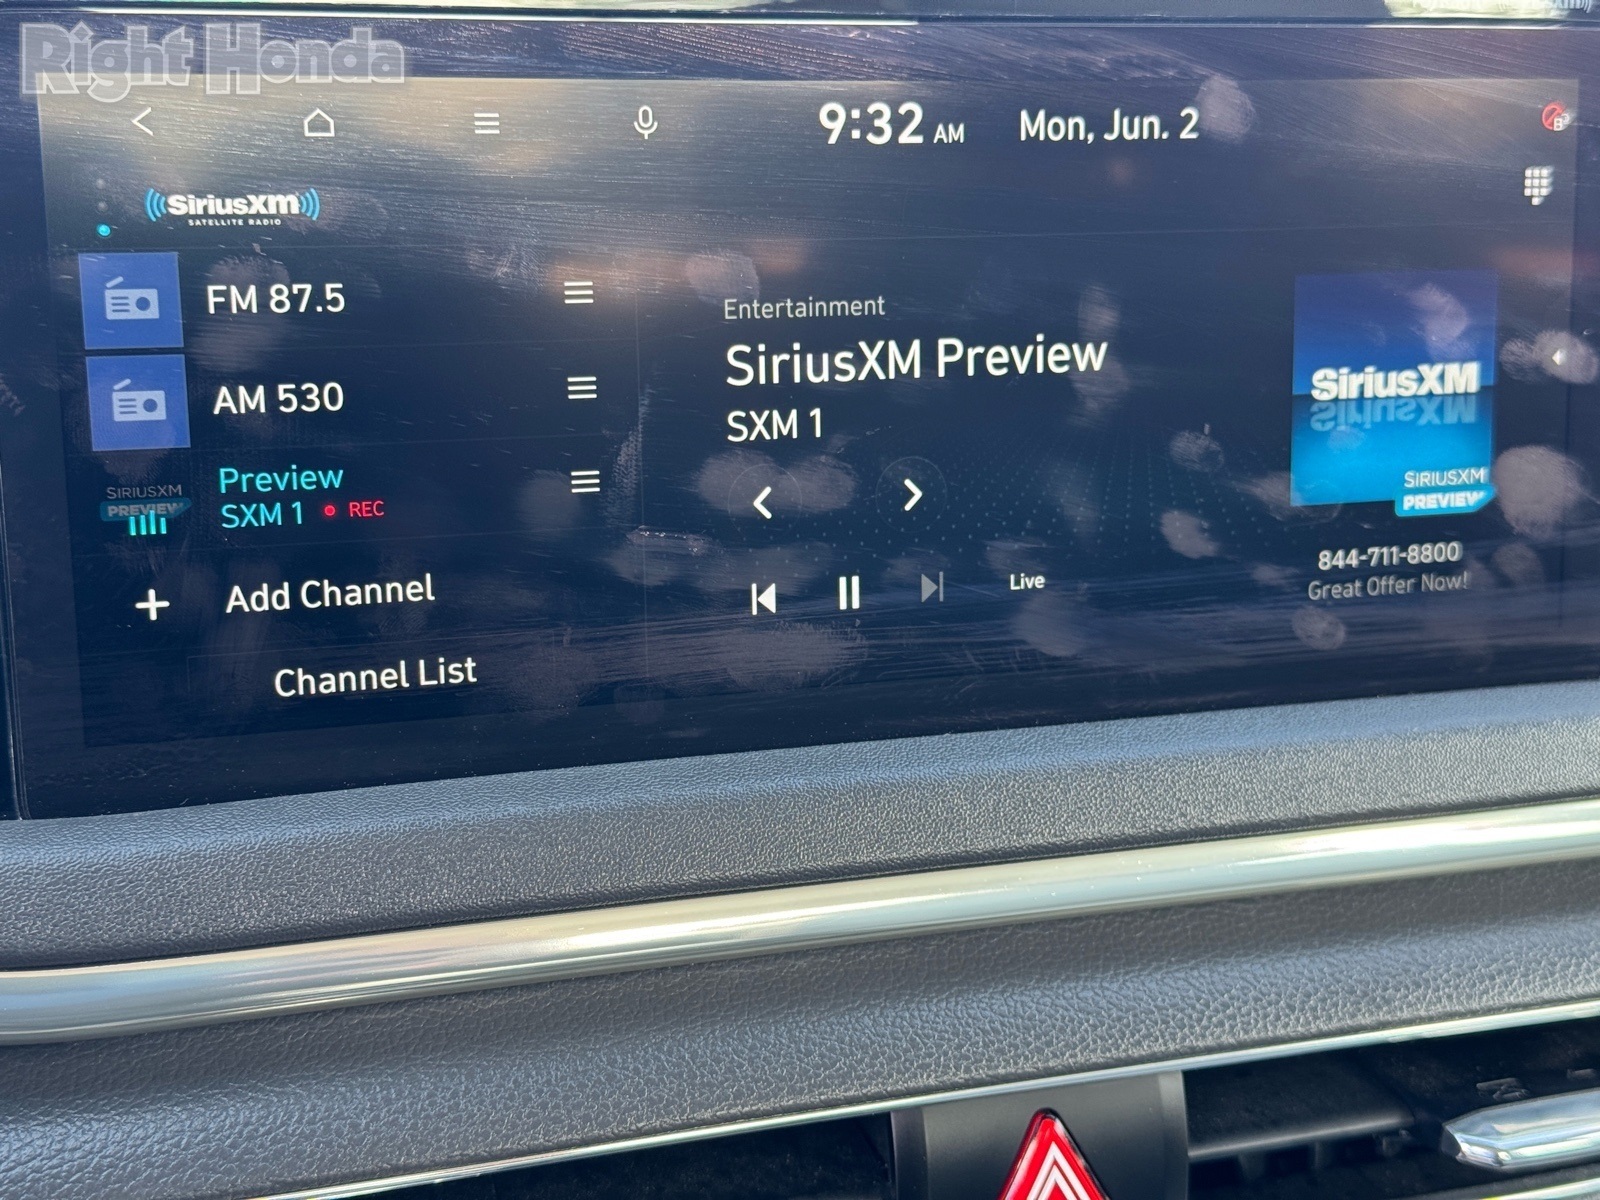 Right Honda
9:32 AM
Mon, Jun. 2
SiriusXM
SATELLITE RADIO
FM 87.5
AM 530
SIRIUSXM
PREVIEW
Preview
SXM 1 REC
Add Channel
Channel List
Entertainment
SiriusXM Preview
SXM 1
Live
SiriusXM
SIRIUSXM
PREVIEW
844-711-8800
Great Offer Now!